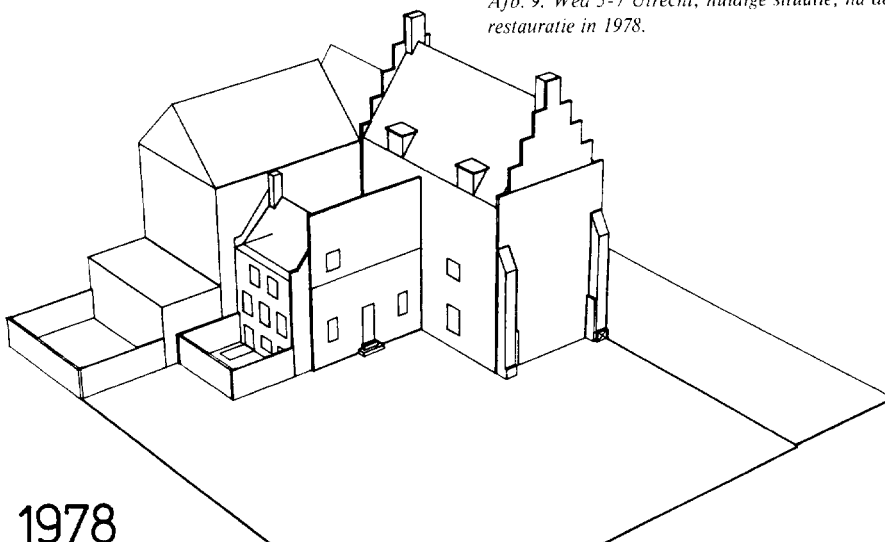 Afb. 9. Wed 5-7 Utrecht, huidige situatie, na de
restauratie in 1978.
1978